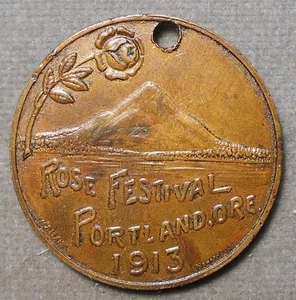 ROSE FESTIVAL
PORTLAND, ORE
1913